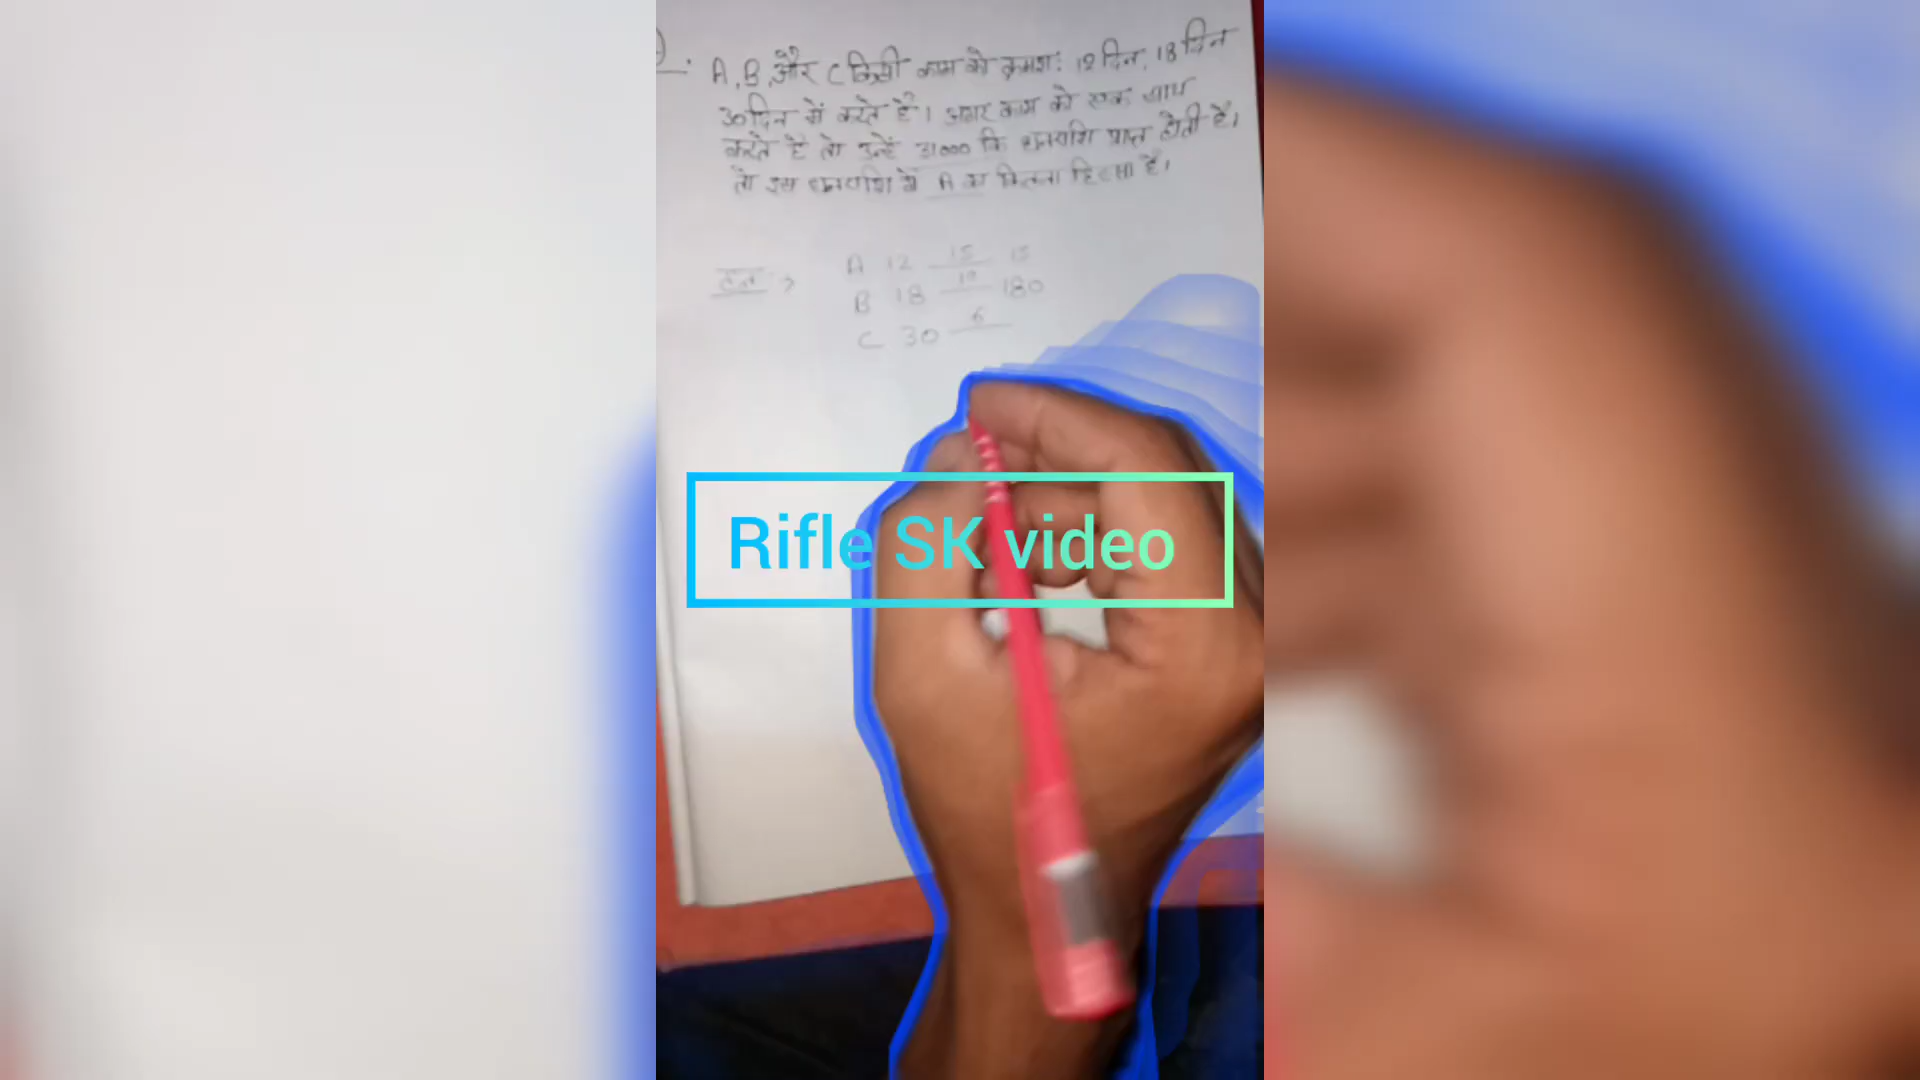 A, B, और C किसी काम को क्रमश: 12 दिन, 18 दिन
30 दिन में करते है। अगर काम को एक साथ
करते है तो उन्हें 31000 कि धनराशि प्राप्त होती है।
तो इस धनराशि में A का कितना हिस्सा है।
हल →
A 12 15 15
B 18 10 180
C 30 6
Rifle SK video